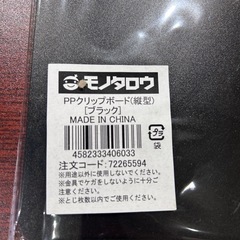 モノタロウ
PPクリップボード(縦型)
[ブラック]
MADE IN CHINA
4582333406033
プラ
袋
注文コード:72265594
※用途以外に使用しないでください。
※金具でケガをしないように十分ご
注意ください。
※とじ枚数以内でご使用ください。